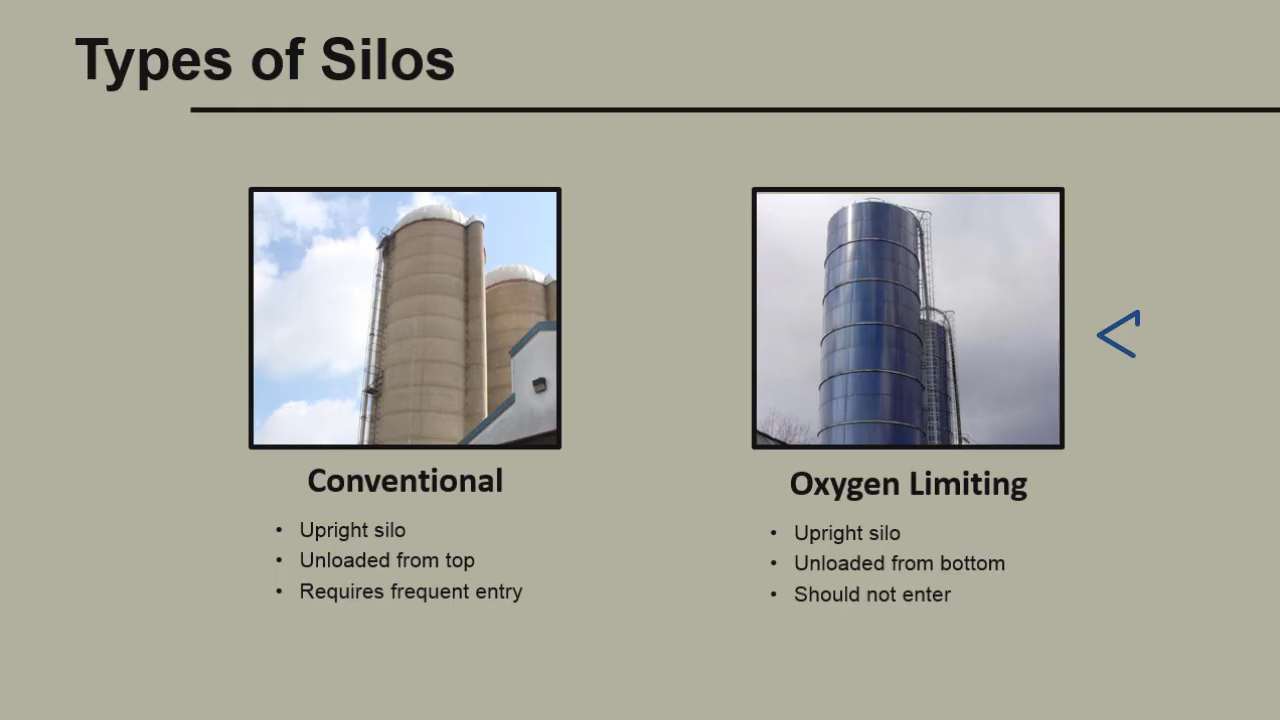 Types of Silos
Conventional
• Upright silo
• Unloaded from top
• Requires frequent entry
Oxygen Limiting
• Upright silo
• Unloaded from bottom
• Should not enter